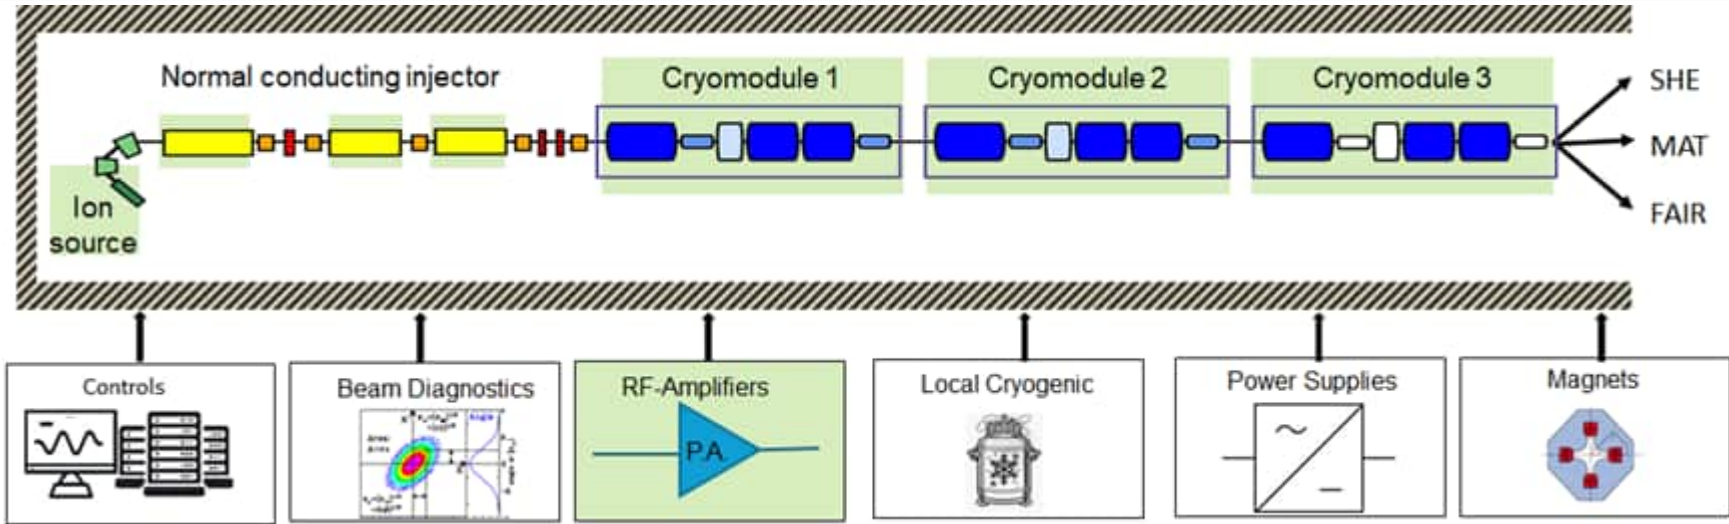 Normal conducting injector
Cryomodule 1
Cryomodule 2
Cryomodule 3
SHE
MAT
FAIR
Ion
source
Controls
Beam Diagnostics
RF-Amplifiers
PA
Local Cryogenic
Power Supplies
Magnets